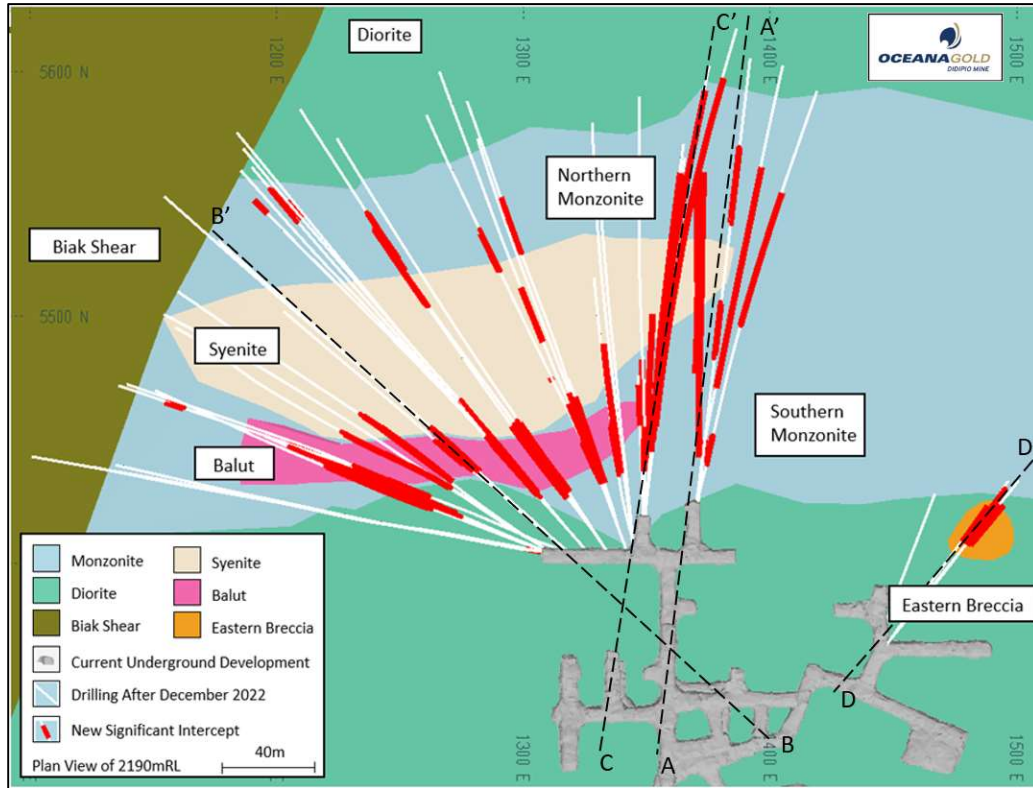 1200
1300
C'
A'
1400
1500
Diorite
OCEANAGOLD
DIDIPIO MINE
5600 N
Northern
Monzonite
B'
Biak Shear
5500 N
Syenite
Southern
Monzonite
Balut
D
Monzonite
Syenite
Diorite
Balut
Biak Shear
Eastern Breccia
Eastern Breccia
Current Underground Development
Drilling After December 2022
New Significant Intercept
Plan View of 2190mRL
40m
D
B
C
A
1300 E
1400 E
1500 E